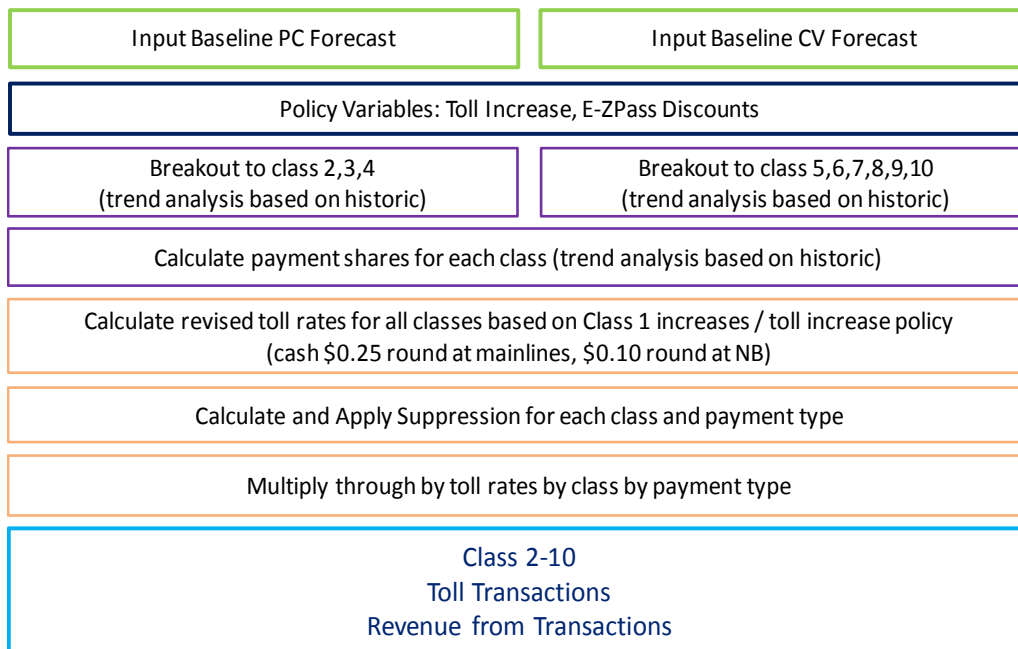 Input Baseline PC Forecast
Input Baseline CV Forecast
Policy Variables: Toll Increase, E-ZPass Discounts
Breakout to class 2,3,4
(trend analysis based on historic)
Breakout to class 5,6,7,8,9,10
(trend analysis based on historic)
Calculate payment shares for each class (trend analysis based on historic)
Calculate revised toll rates for all classes based on Class 1 increases / toll increase policy
(cash $0.25 round at mainlines, $0.10 round at NB)
Calculate and Apply Suppression for each class and payment type
Multiply through by toll rates by class by payment type
Class 2-10
Toll Transactions
Revenue from Transactions